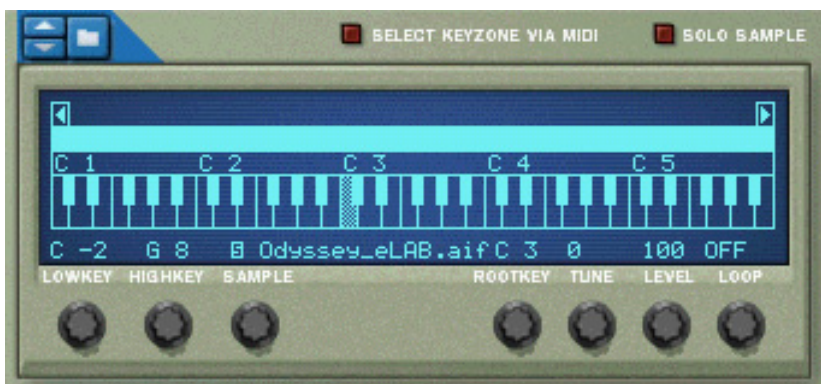 SELECT KEYZONE VIA MIDI SOLO SAMPLE
C 1 C 2 C 3 C 4 C 5
C -2 G 8 S Odyssey_eLAB.aif C 3 0 100 OFF
LOWKEY HIGHKEY SAMPLE ROOTKEY TUNE LEVEL LOOP